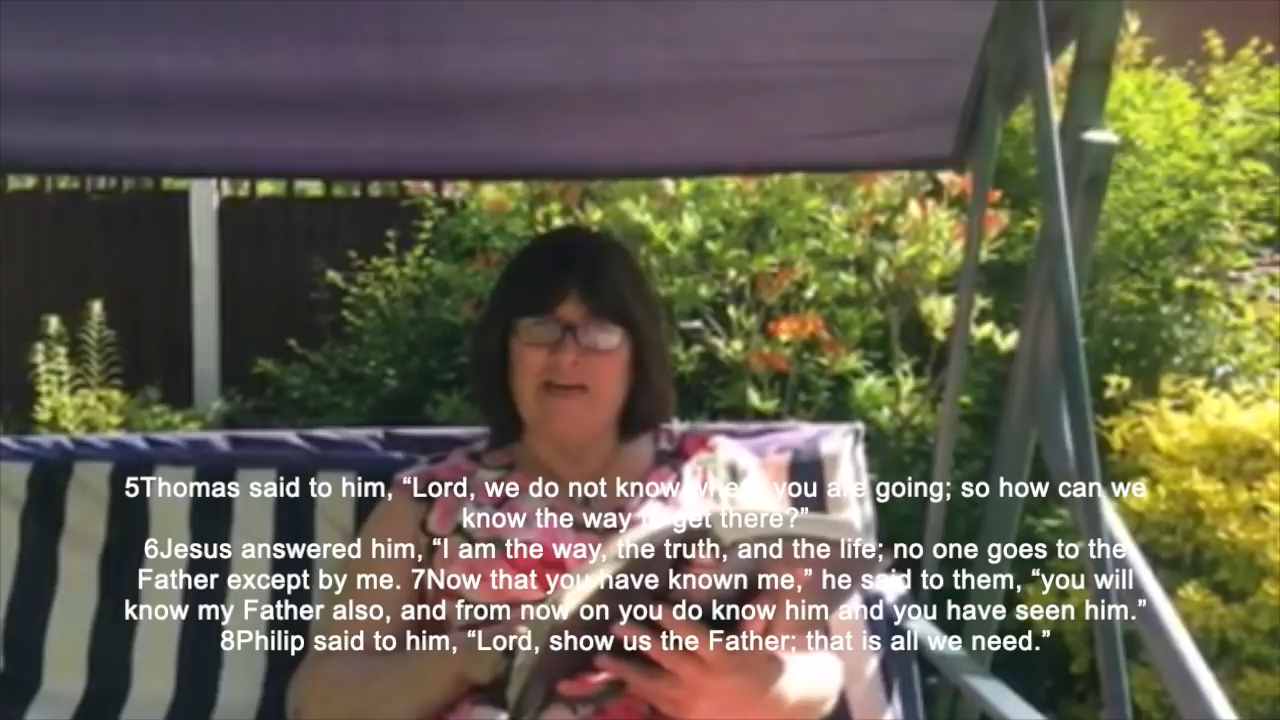 5Thomas said to him, “Lord, we do not know where you are going; so how can we
know the way to get there?”
6Jesus answered him, “I am the way, the truth, and the life; no one goes to the
Father except by me. 7Now that you have known me,” he said to them, “you will
know my Father also, and from now on you do know him and you have seen him.”
8Philip said to him, “Lord, show us the Father; that is all we need.”